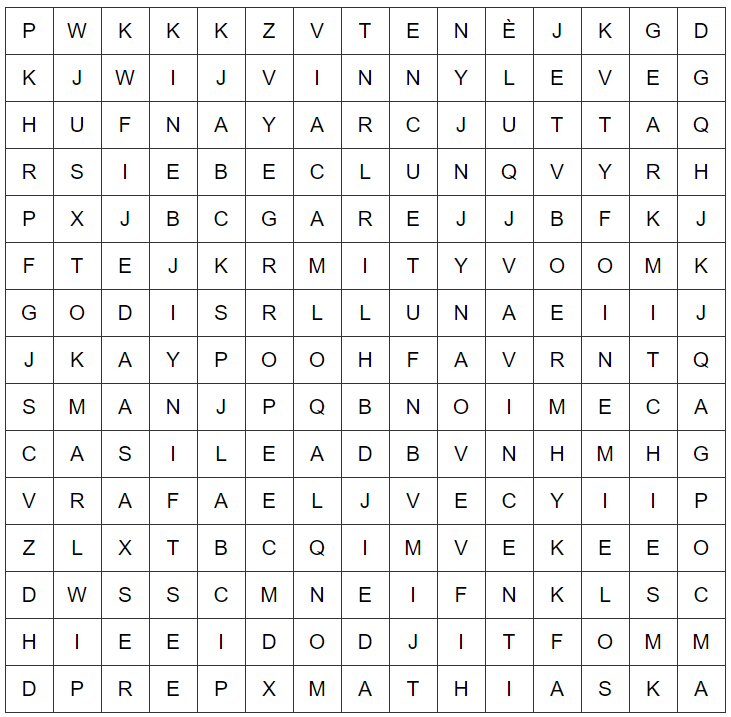 P W K K K Z V T E N È J K G D
K J W I J V I N N Y L E V E G
H U F N A Y A R C J U T T A Q
R S I E B E C L U N Q V Y R H
P X J B C G A R E J J B F K J
F T E J K R M I T Y V O O M K
G O D I S R L L U N A E I I J
J K A Y P O O H F A V R N T Q
S M A N J P Q B N O I M E C A
C A S I L E A D B V N H M H G
V R A F A E L J V E C Y I I P
Z L X T B C Q I M V E K E E O
D W S S C M N E I F N K L S C
H I E E I D O D J I T F O M M
D P R E P X M A T H I A S K A